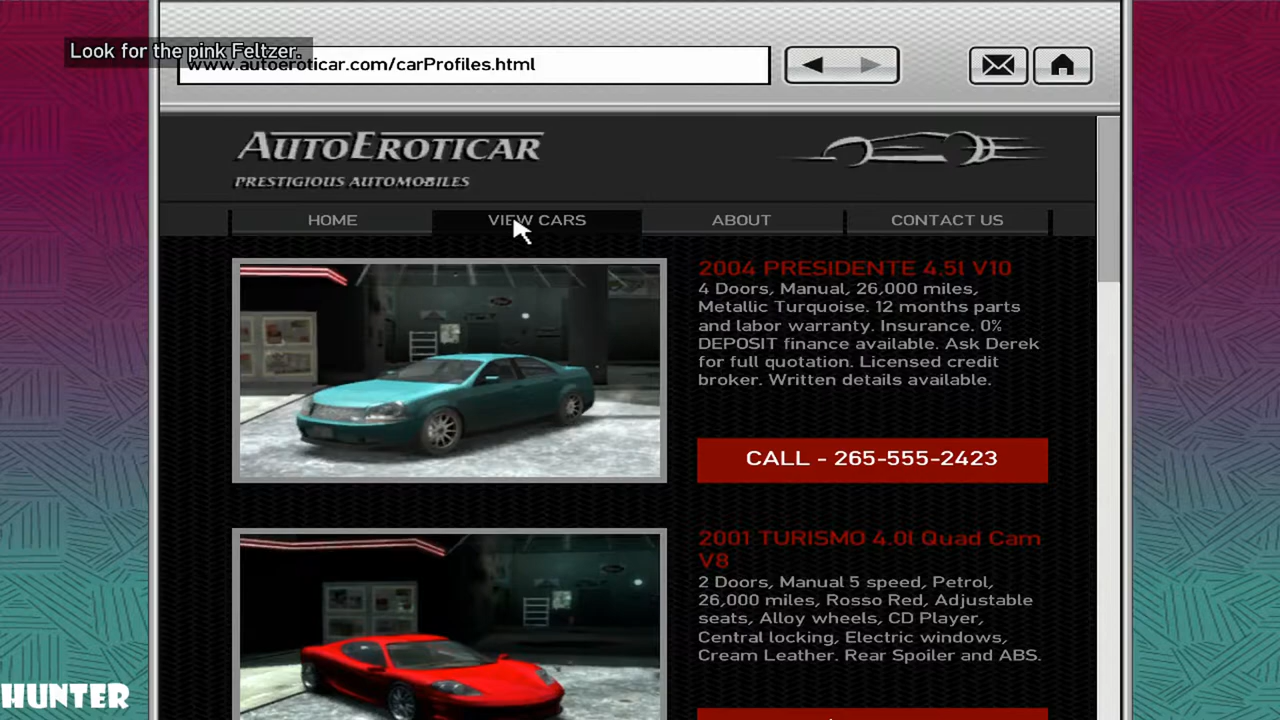 Look for the pink Feltzer.
www.autoeroticar.com/carProfiles.html
AUTOEROTICAR
PRESTIGIOUS AUTOMOBILES
HOME
VIEW CARS
ABOUT
CONTACT US
2004 PRESIDENTE 4.5l V10
4 Doors, Manual, 26,000 miles,
Metallic Turquoise. 12 months parts
and labor warranty. Insurance. 0%
DEPOSIT finance available. Ask Derek
for full quotation. Licensed credit
broker. Written details available.
CALL - 265-555-2423
2001 TURISMO 4.0l Quad Cam
V8
2 Doors, Manual 5 speed, Petrol,
26,000 miles, Rosso Red, Adjustable
seats, Alloy wheels, CD Player,
Central locking, Electric windows,
Cream Leather. Rear Spoiler and ABS.
HUNTER